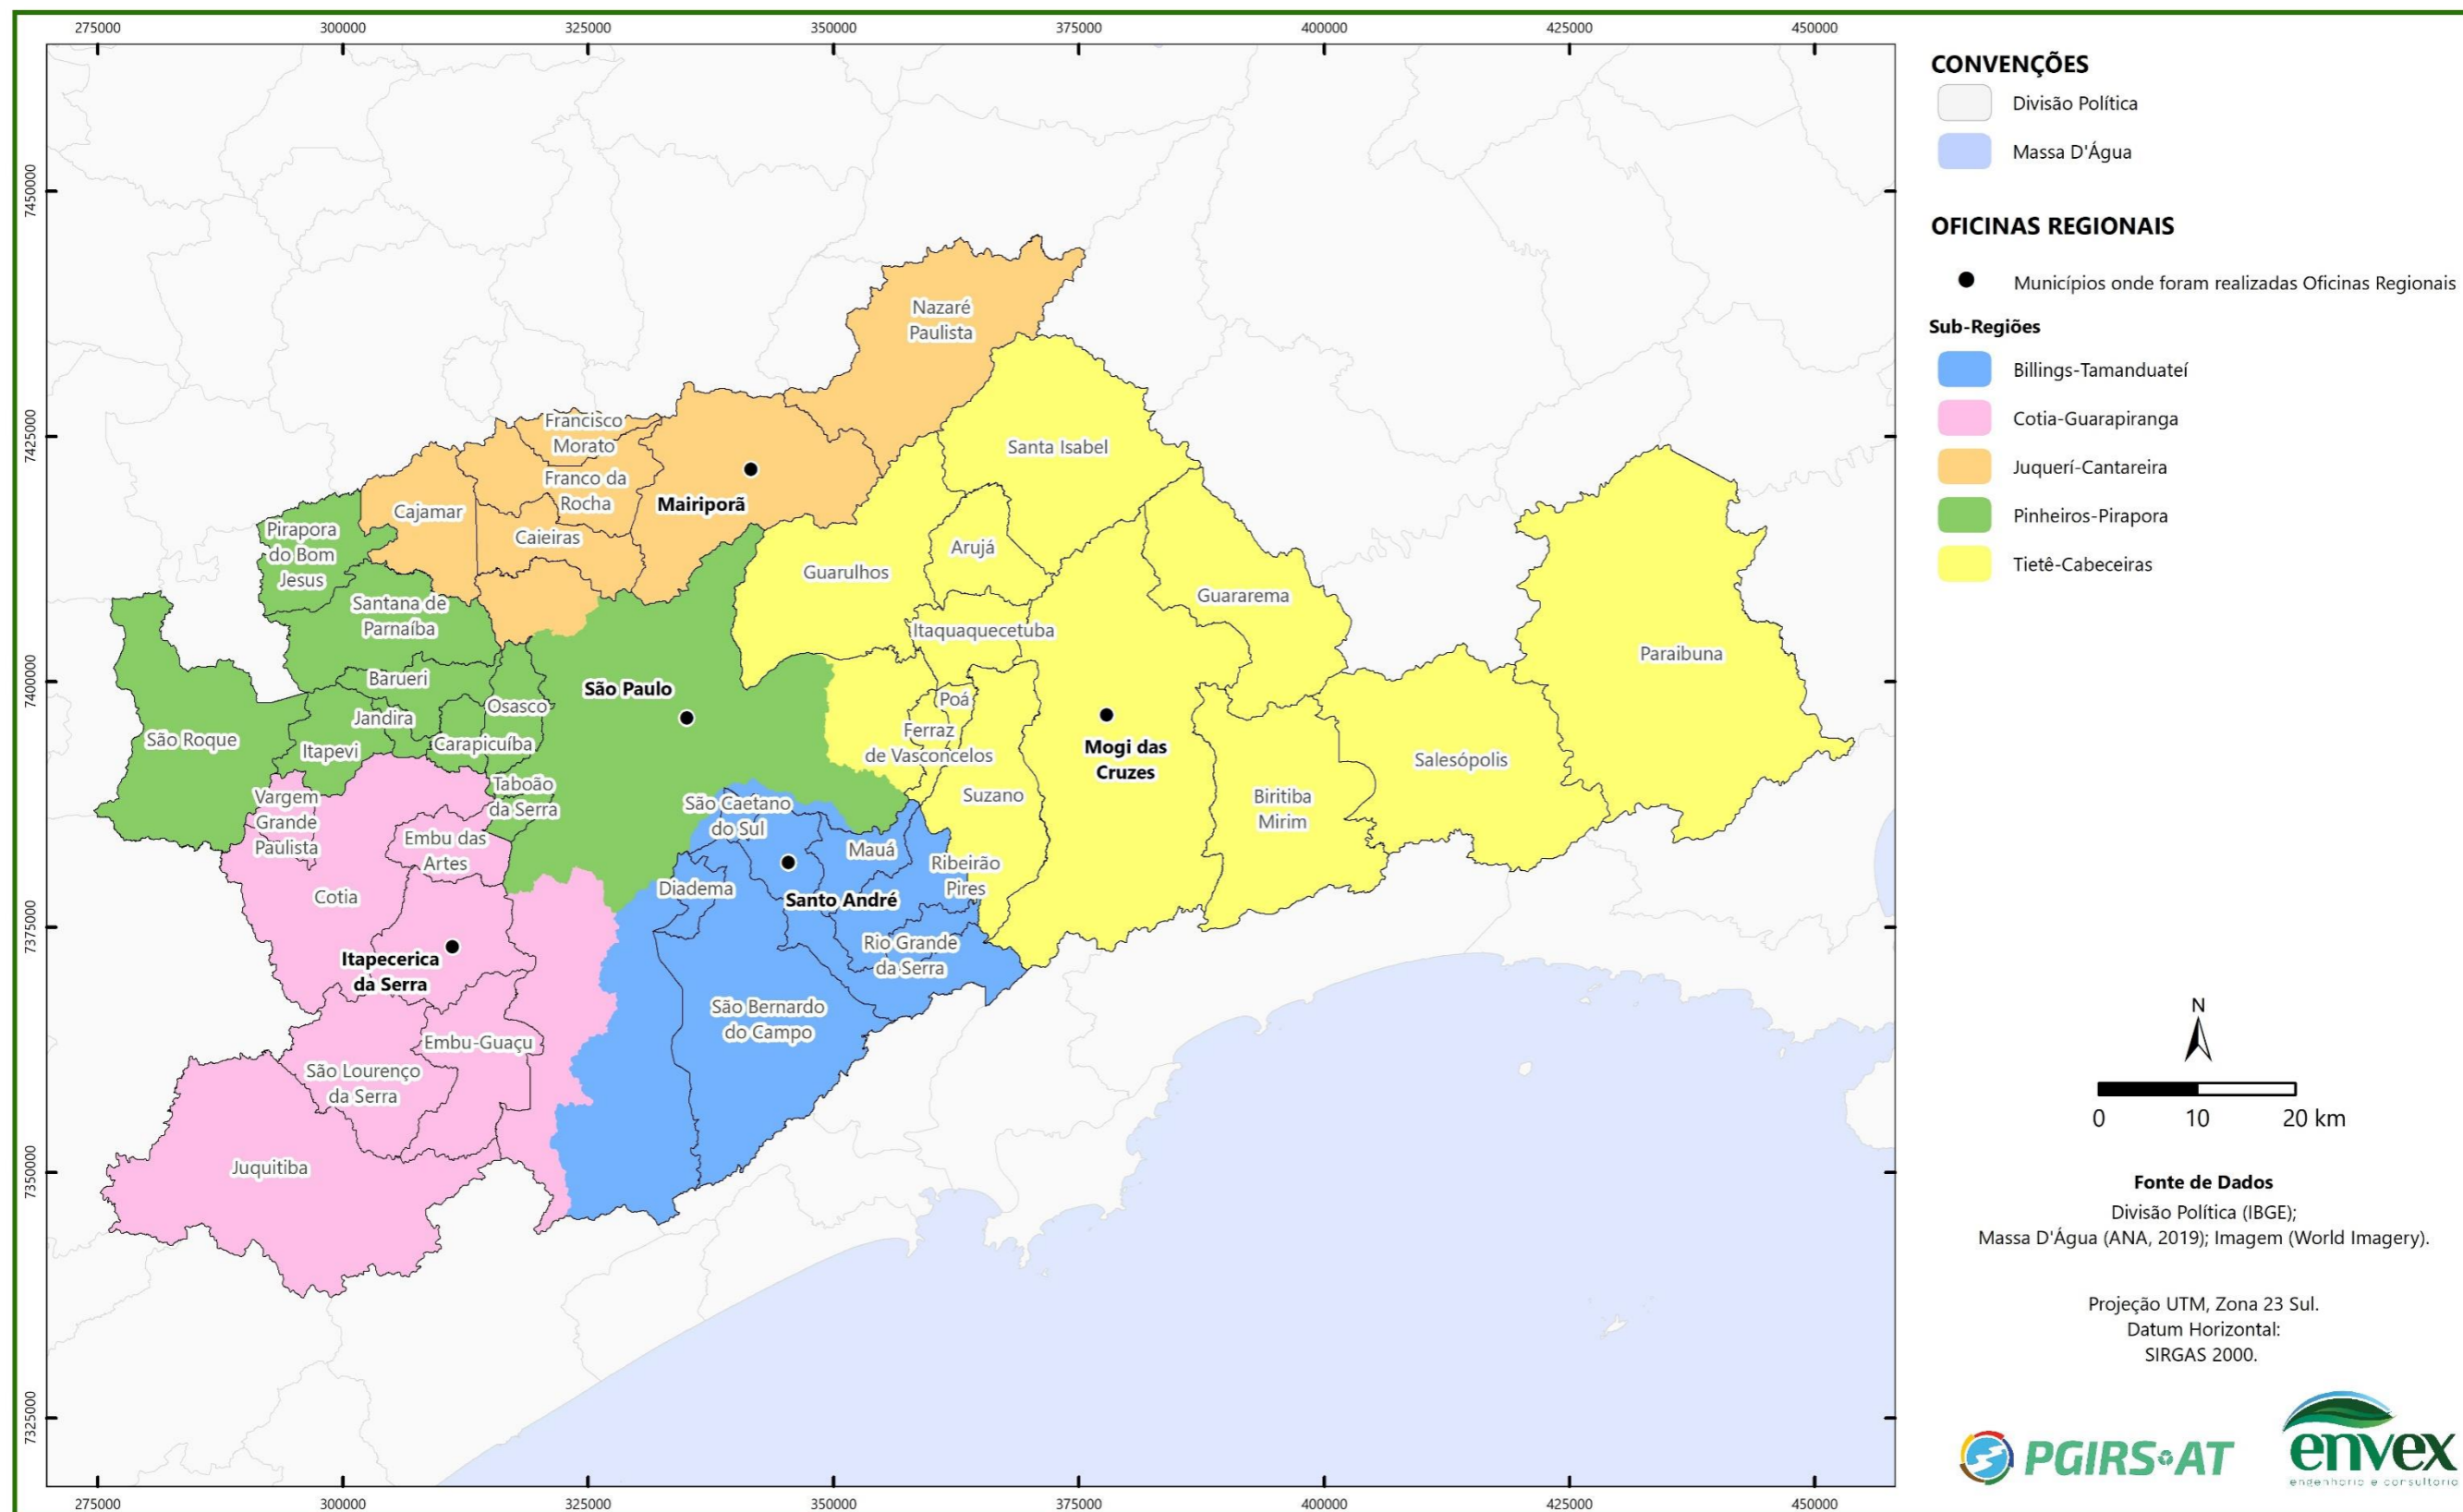 275000
300000
325000
350000
375000
400000
425000
450000
7450000
7425000
7400000
7375000
7350000
7325000
Nazaré
Paulista
Francisco
Morato
Franco da
Rocha
Mairiporã
Cajamar
Caieiras
Santa Isabel
Pirapora
do Bom
Jesus
Santana de
Parnaíba
Guarulhos
Arujá
Guararema
Itaquaquecetuba
Paraibuna
Barueri
São Paulo
Osasco
Jandira
São Roque
Itapevi
Carapicuíba
Poá
Ferraz
de Vasconcelos
Mogi das
Cruzes
Salesópolis
Taboão
da Serra
Vargem
Grande
Paulista
São Caetano
do Sul
Suzano
Biritiba
Mirim
Embu das
Artes
Mauá
Ribeirão
Pires
Diadema
Cotia
Santo André
Itapecerica
da Serra
Rio Grande
da Serra
São Bernardo
do Campo
Embu-Guaçu
São Lourenço
da Serra
Juquitiba
275000
300000
325000
350000
375000
400000
425000
450000
CONVENÇÕES
Divisão Política
Massa D'Água
OFICINAS REGIONAIS
Municípios onde foram realizadas Oficinas Regionais
Sub-Regiões
Billings-Tamanduateí
Cotia-Guarapiranga
Juquerí-Cantareira
Pinheiros-Pirapora
Tietê-Cabeceiras
N
0 10 20 km
Fonte de Dados
Divisão Política (IBGE);
Massa D'Água (ANA, 2019); Imagem (World Imagery).
Projeção UTM, Zona 23 Sul.
Datum Horizontal:
SIRGAS 2000.
PGIRS AT
envex
engenharia e consultoria